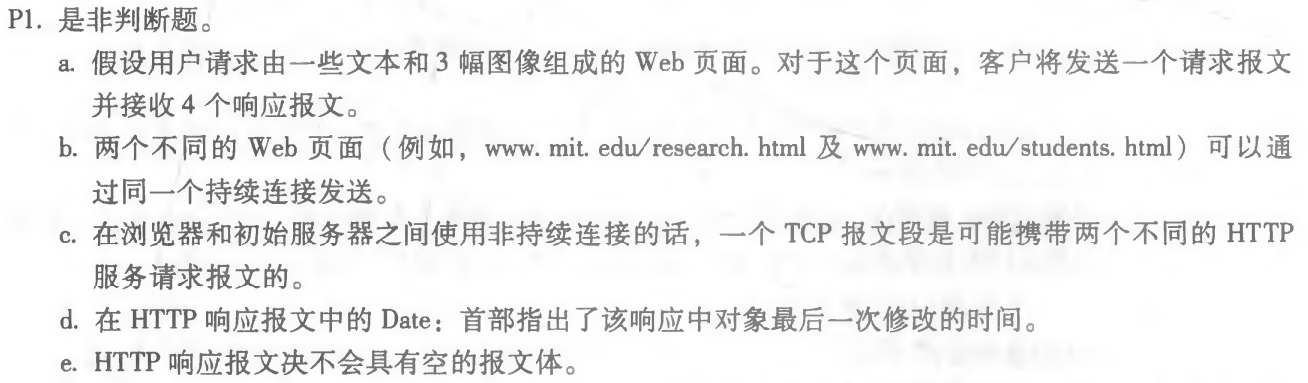 P1. 是非判断题。
a. 假设用户请求由一些文本和 3 幅图像组成的 Web 页面。对于这个页面，客户将发送一个请求报文
并接收 4 个响应报文。
b. 两个不同的 Web 页面（例如，www. mit. edu/research. html 及 www. mit. edu/students. html）可以通
过同一个持续连接发送。
c. 在浏览器和初始服务器之间使用非持续连接的话，一个 TCP 报文段是可能携带两个不同的 HTTP
服务请求报文的。
d. 在 HTTP 响应报文中的 Date：首部指出了该响应中对象最后一次修改的时间。
e. HTTP 响应报文决不会具有空的报文体。